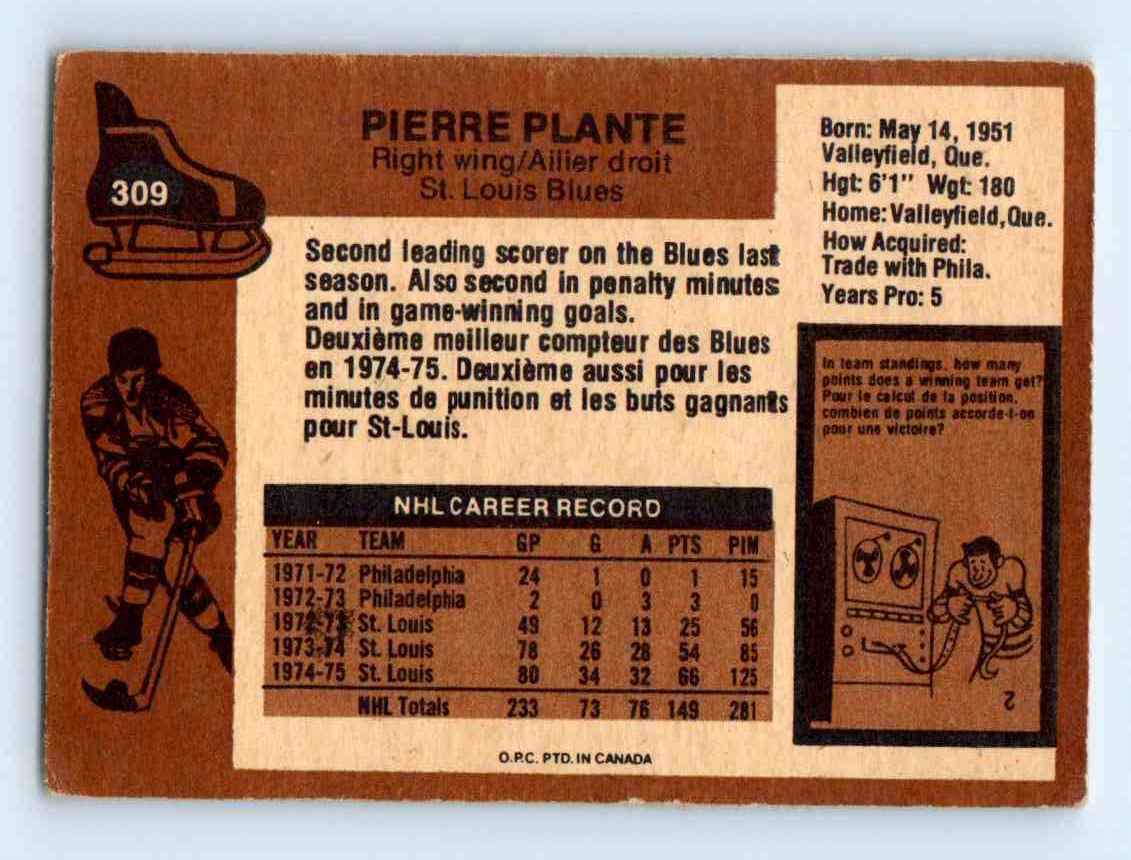 309
PIERRE PLANTE
Right wing/Ailier droit
St. Louis Blues
Born: May 14, 1951
Valleyfield, Que.
Hgt: 6'1" Wgt: 180
Home: Valleyfield, Que.
How Acquired:
Trade with Phila.
Years Pro: 5
Second leading scorer on the Blues last
season. Also second in penalty minutes
and in game-winning goals.
Deuxième meilleur compteur des Blues
en 1974-75. Deuxième aussi pour les
minutes de punition et les buts gagnants
pour St-Louis.
In team standings, how many
points does a winning team get?
Pour le calcul de la position,
combien de points accorde-t-on
pour une victoire?
2
NHL CAREER RECORD
YEAR TEAM GP G A PTS PIM
1971-72 Philadelphia 24 1 0 1 15
1972-73 Philadelphia 2 0 3 3 0
1972-73 St. Louis 49 12 13 25 56
1973-74 St. Louis 78 26 28 54 85
1974-75 St. Louis 80 34 32 66 125
NHL Totals 233 73 76 149 281
O.P.C. PTD. IN CANADA